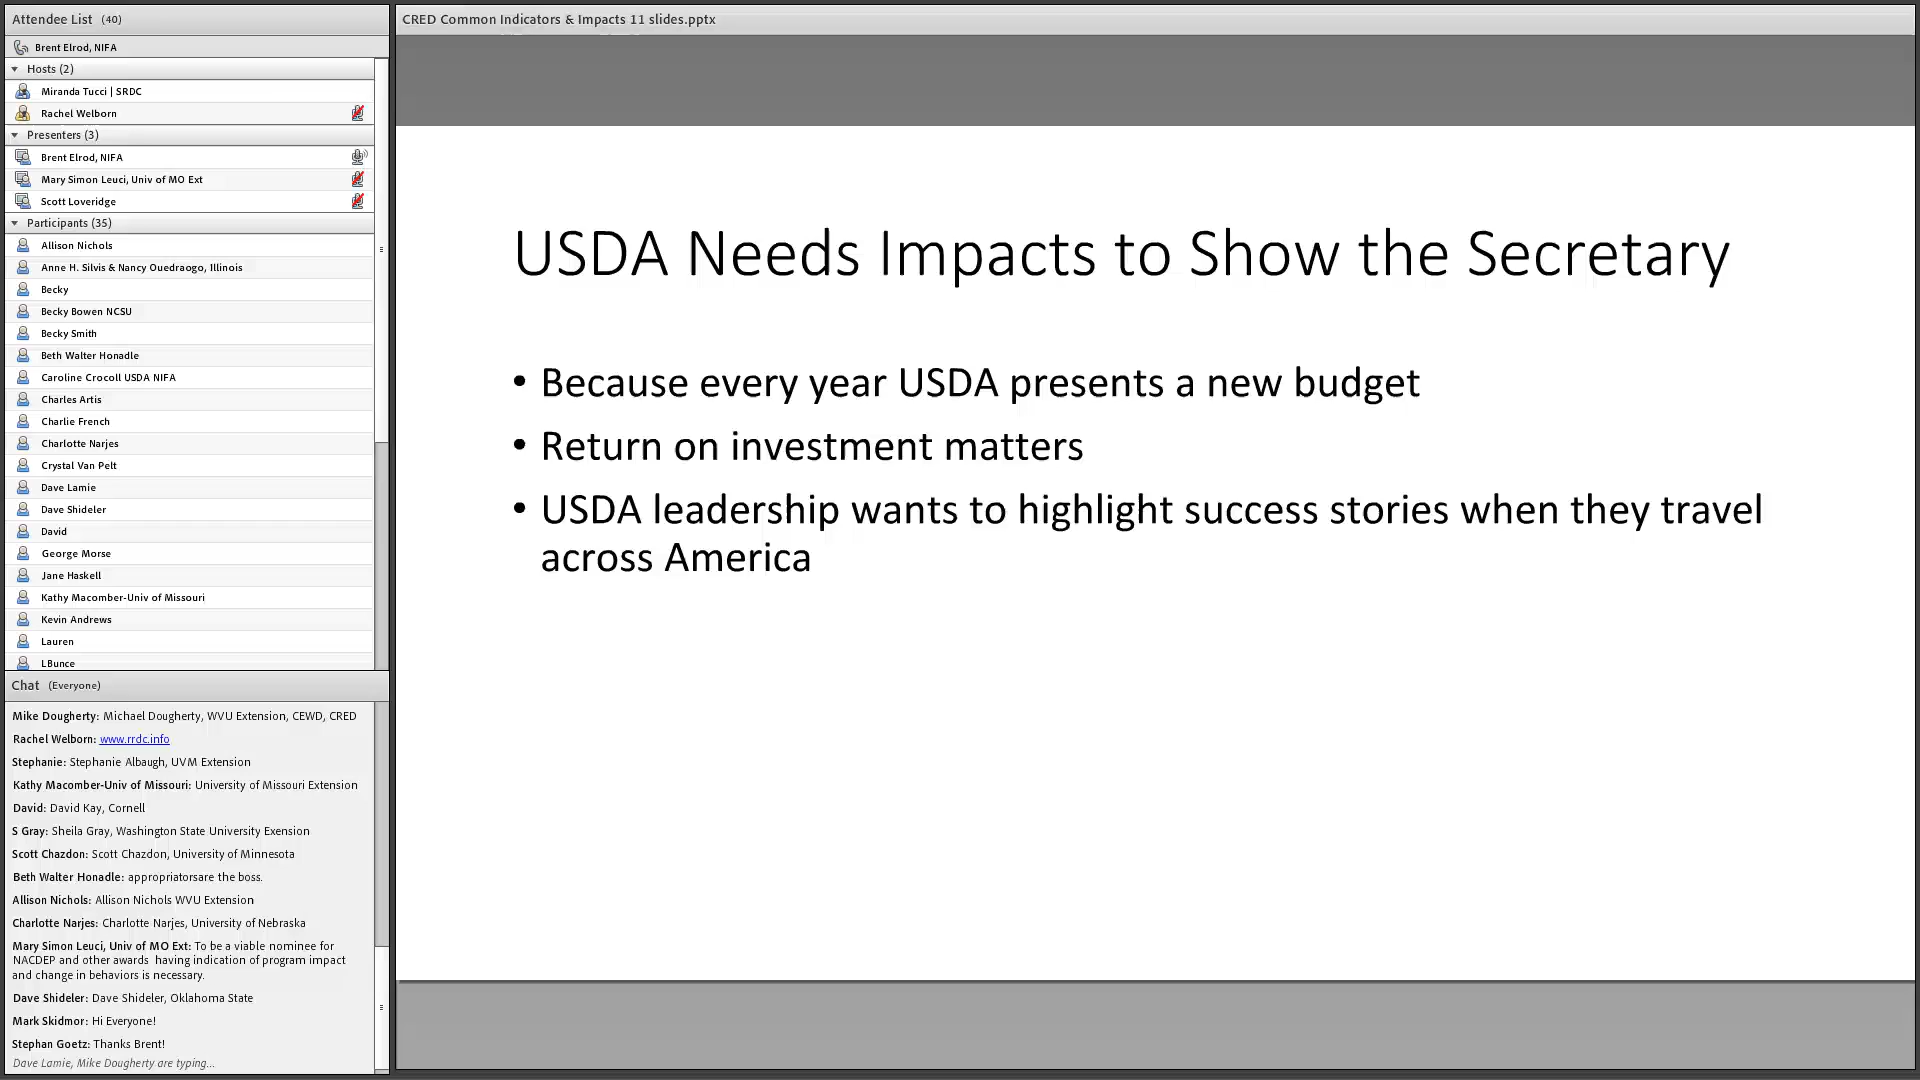 Attendee List (40)
Brent Elrod, NIFA
Hosts (2)
Miranda Tucci | SRDC
Rachel Welborn
Presenters (3)
Brent Elrod, NIFA
Mary Simon Leuci, Univ of MO Ext
Scott Loveridge
Participants (35)
Allison Nichols
Anne H. Silvis & Nancy Ouedraogo, Illinois
Becky
Becky Bowen NCSU
Becky Smith
Beth Walter Honadle
Caroline Crocoll USDA NIFA
Charles Artis
Charlie French
Charlotte Narjes
Crystal Van Pelt
Dave Lamie
Dave Shideler
David
George Morse
Jane Haskell
Kathy Macomber-Univ of Missouri
Kevin Andrews
Lauren
LBunce
Chat (Everyone)
Mike Dougherty: Michael Dougherty, WVU Extension, CEWD, CRED
Rachel Welborn: www.rrdc.info
Stephanie: Stephanie Albaugh, UVM Extension
Kathy Macomber-Univ of Missouri: University of Missouri Extension
David: David Kay, Cornell
S Gray: Sheila Gray, Washington State University Exension
Scott Chazdon: Scott Chazdon, University of Minnesota
Beth Walter Honadle: appropriatorsare the boss.
Allison Nichols: Allison Nichols WVU Extension
Charlotte Narjes: Charlotte Narjes, University of Nebraska
Mary Simon Leuci, Univ of MO Ext: To be a viable nominee for
NACDEP and other awards having indication of program impact
and change in behaviors is necessary.
Dave Shideler: Dave Shideler, Oklahoma State
Mark Skidmor: Hi Everyone!
Stephan Goetz: Thanks Brent!
Dave Lamie, Mike Dougherty are typing...
CRED Common Indicators & Impacts 11 slides.pptx
USDA Needs Impacts to Show the Secretary
• Because every year USDA presents a new budget
• Return on investment matters
• USDA leadership wants to highlight success stories when they travel
across America